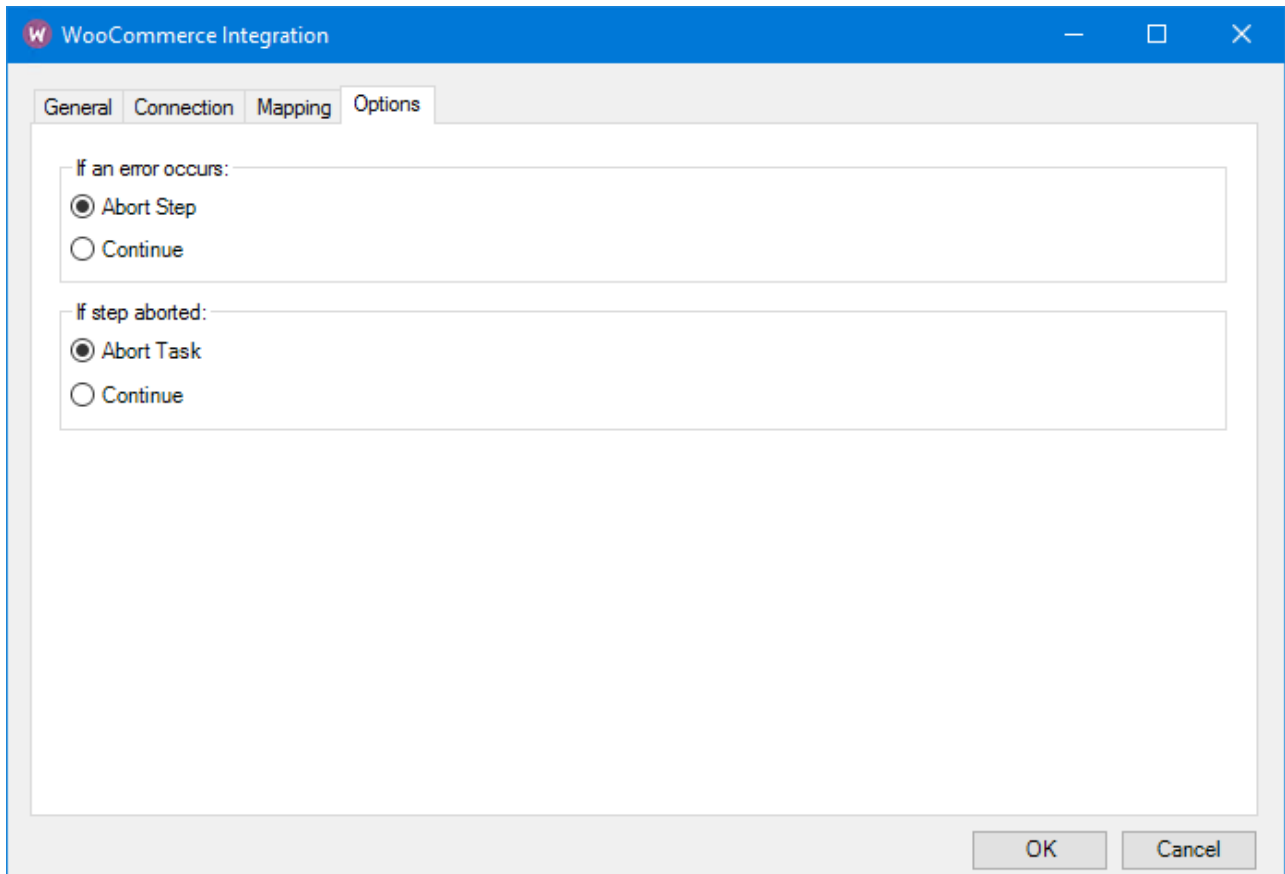 WooCommerce Integration
General Connection Mapping Options
If an error occurs:
Abort Step
Continue
If step aborted:
Abort Task
Continue
OK Cancel